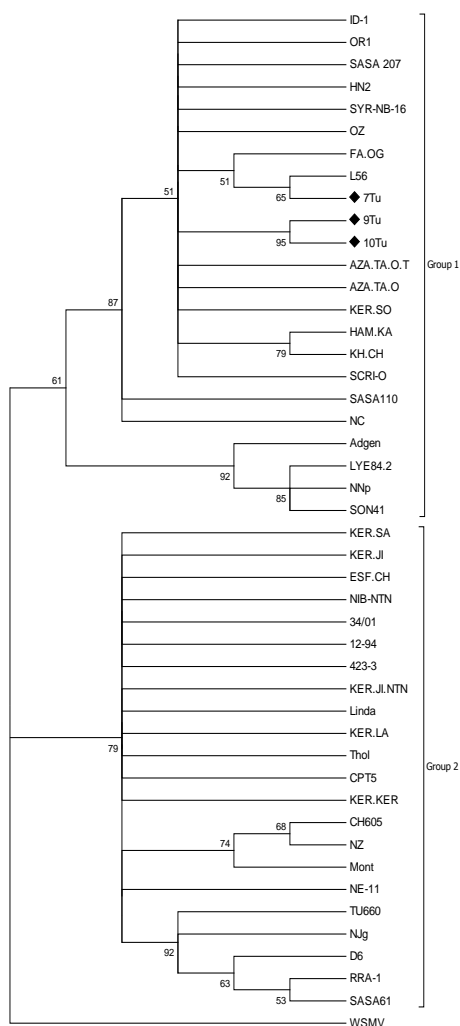 ID-1
OR1
SASA 207
HN2
SYR-NB-16
OZ
FA.OG
51
L56
51
65
◆ 7Tu
◆ 9Tu
95
◆ 10Tu
AZA.TA.O.T
Group 1
AZA.TA.O
87
KER.SO
HAM.KA
79
KH.CH
61
SCRI-O
SASA110
NC
Adgen
92
LYE84.2
85
NNp
SON41
KER.SA
KER.JI
ESF.CH
NIB-NTN
34/01
12-94
423-3
KER.JI.NTN
Linda
KER.LA
79
Thol
Group 2
CPT5
KER.KER
68
CH605
74
NZ
Mont
NE-11
TU660
92
NJg
D6
63
RRA-1
53
SASA61
WSMV